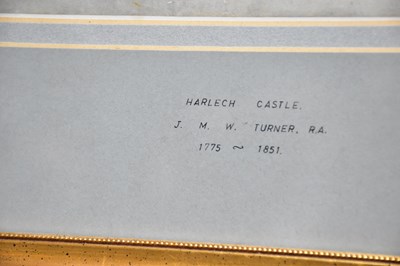 HARLECH CASTLE.
J. M. W. TURNER, R.A.
1775 ~ 1851.